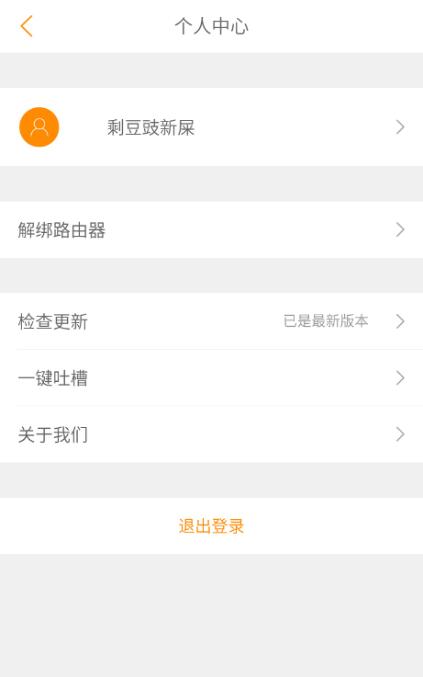 个人中心
剩豆豉新屎
解绑路由器
检查更新 已是最新版本
一键吐槽
关于我们
退出登录